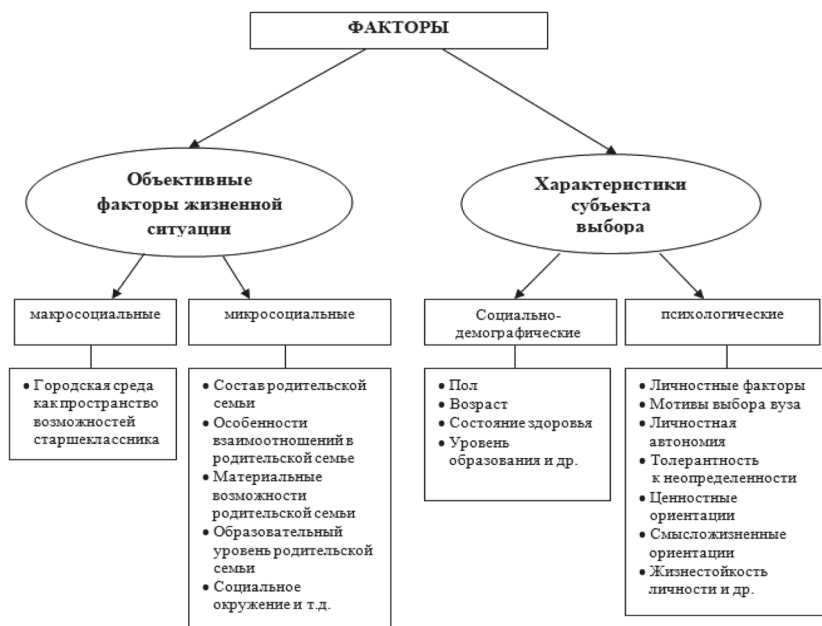 ФАКТОРЫ
Объективные
факторы жизненной
ситуации
Характеристики
субъекта
выбора
макросоциальные
микросоциальные
Социально-
демографические
психологические
• Городская среда
как пространство
возможностей
старшеклассника
• Состав родительской
семьи
• Особенности
взаимоотношений в
родительской семье
• Материальные
возможности
родительской семьи
• Образовательный
уровень родительской
семьи
• Социальное
окружение и т.д.
• Пол
• Возраст
• Состояние здоровья
• Уровень
образования и др.
• Личностные факторы
• Мотивы выбора вуза
• Личностная
автономия
• Толерантность
к неопределенности
• Ценностные
ориентации
• Смысложизненные
ориентации
• Жизнестойкость
личности и др.